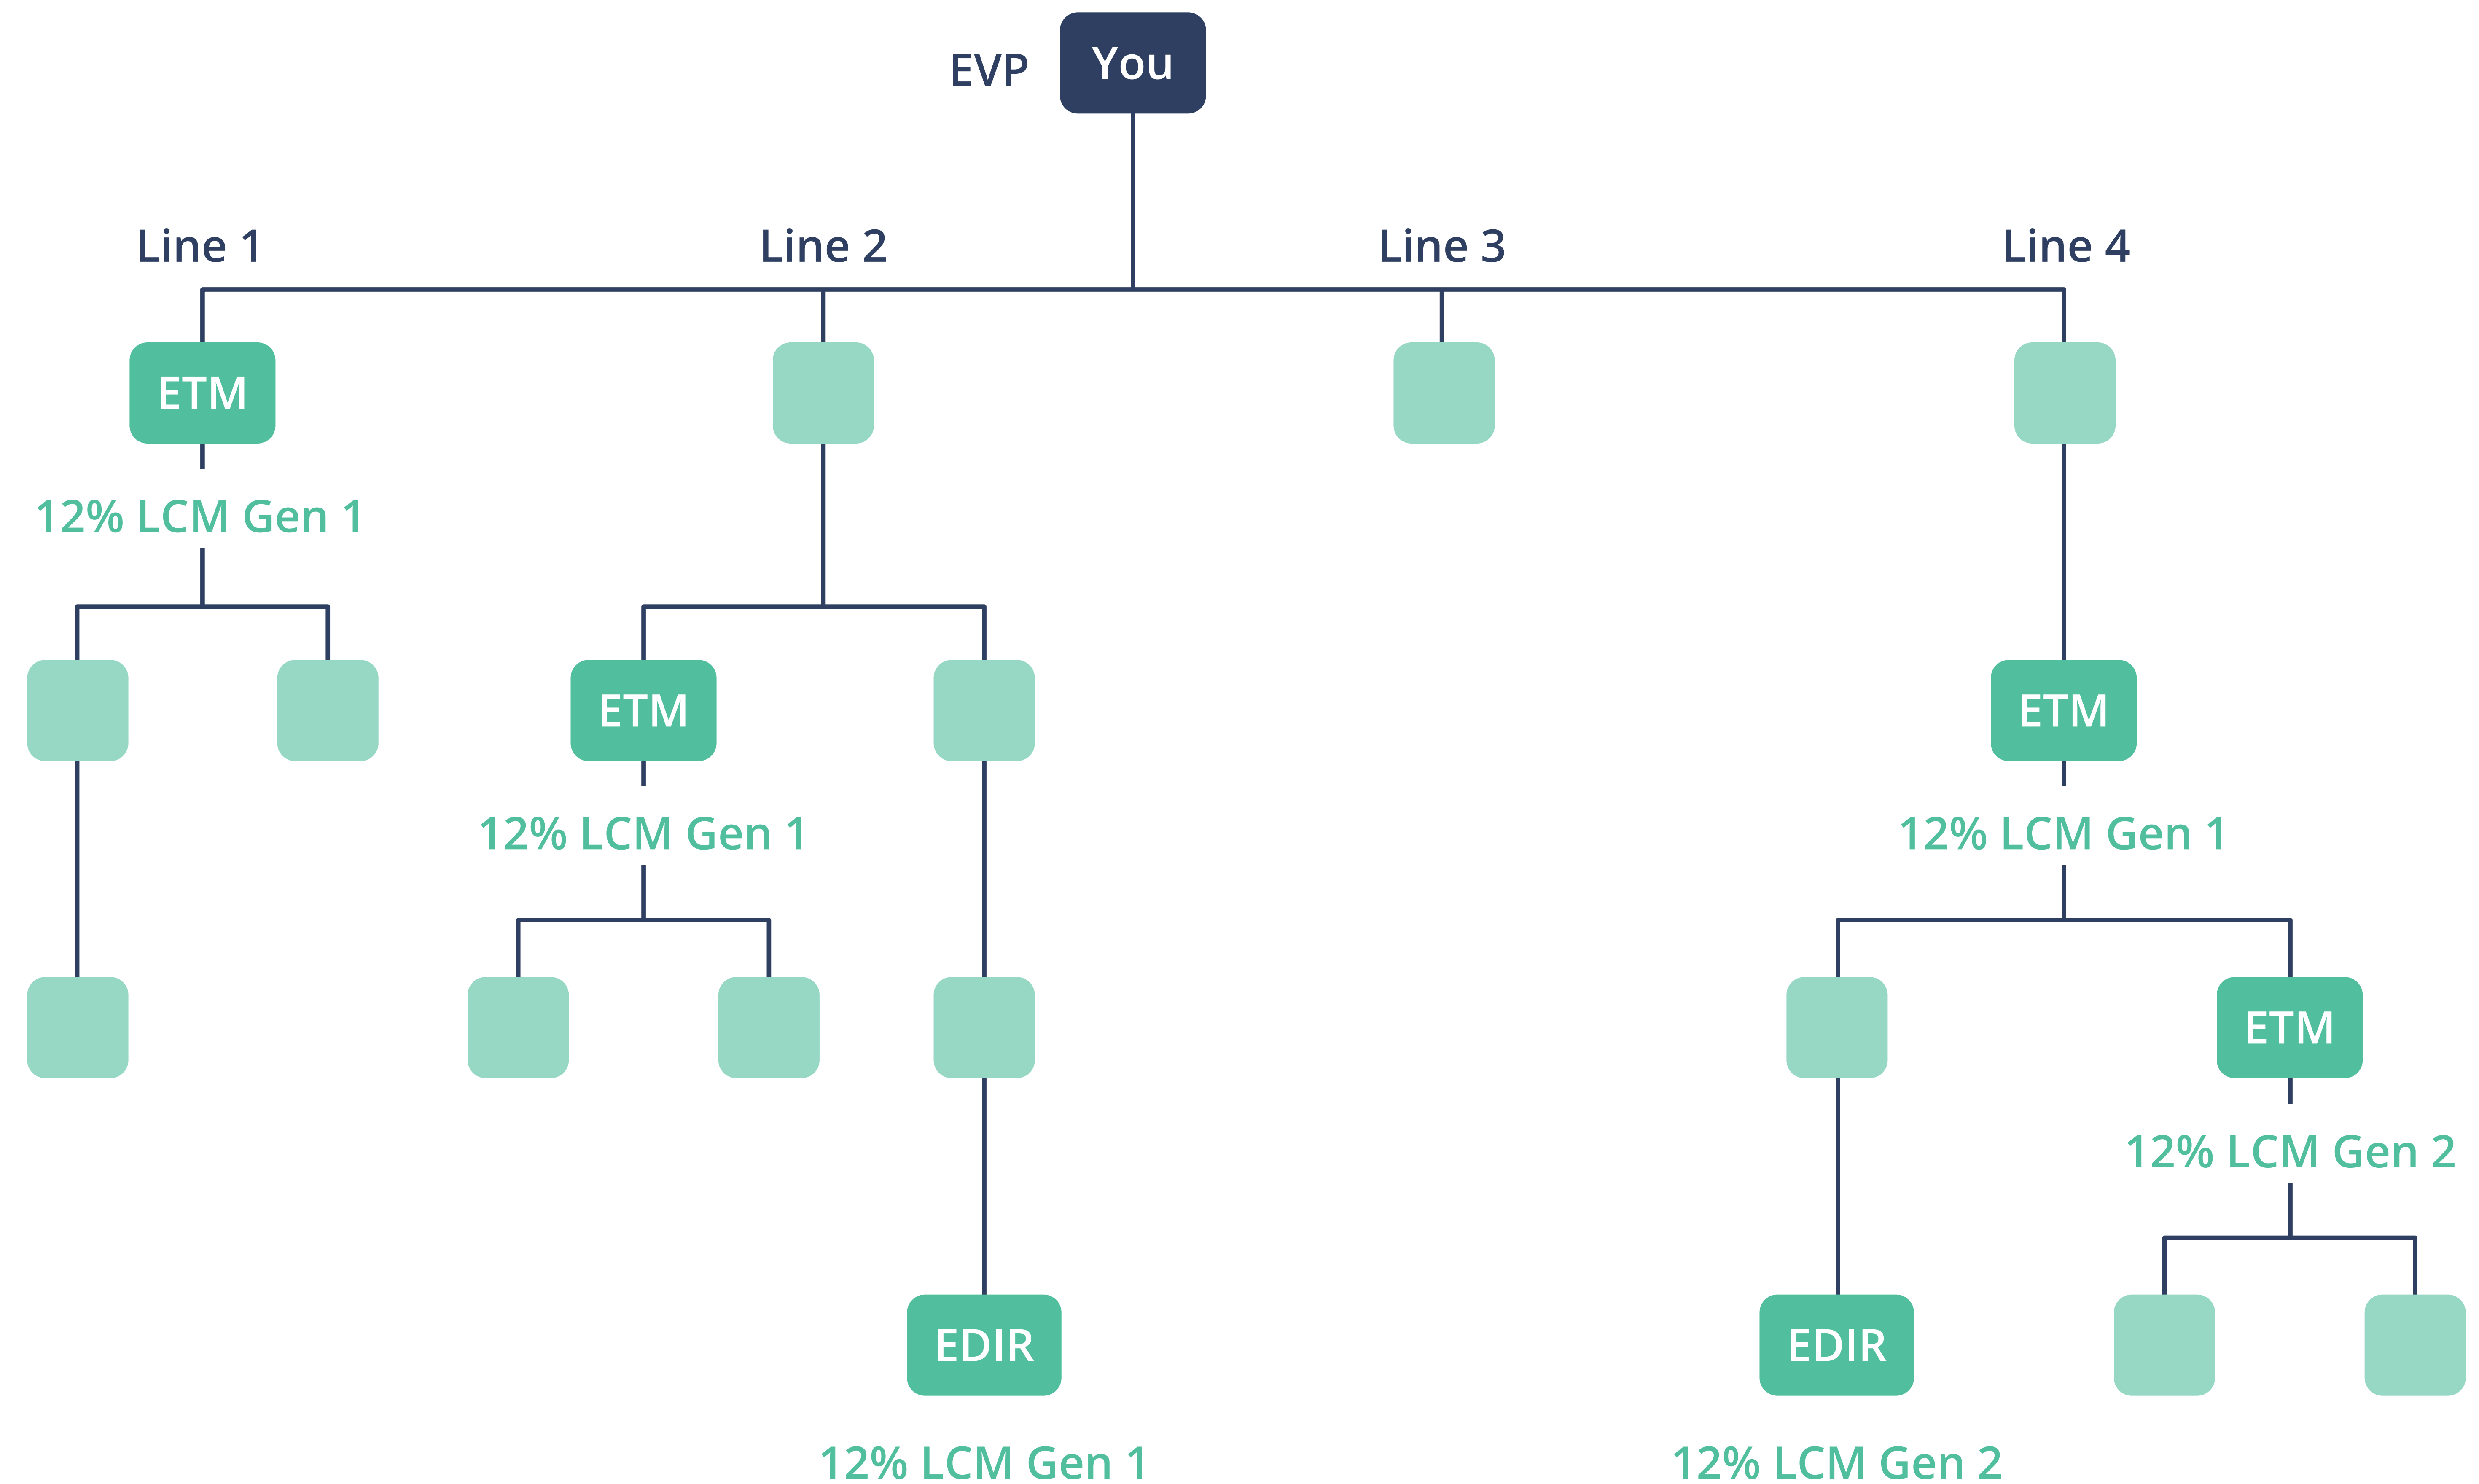 EVP
You
Line 1
Line 2
Line 3
Line 4
ETM
12% LCM Gen 1
ETM
ETM
12% LCM Gen 1
12% LCM Gen 1
ETM
12% LCM Gen 2
EDIR
EDIR
12% LCM Gen 1
12% LCM Gen 2